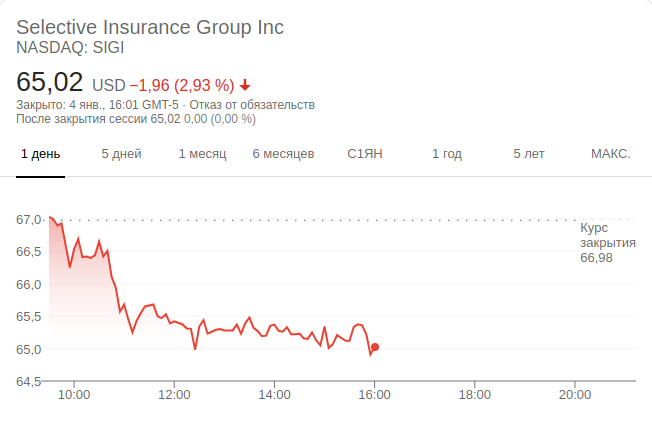 Selective Insurance Group Inc
NASDAQ: SIGI
65,02 USD −1,96 (2,93 %)
Закрыто: 4 янв., 16:01 GMT-5 · Отказ от обязательств
После закрытия сессии 65,02 0,00 (0,00 %)
1 день 5 дней 1 месяц 6 месяцев С1ЯН 1 год 5 лет МАКС.
67,0
Курс
закрытия
66,98
66,5
66,0
65,5
65,0
64,5
10:00 12:00 14:00 16:00 18:00 20:00